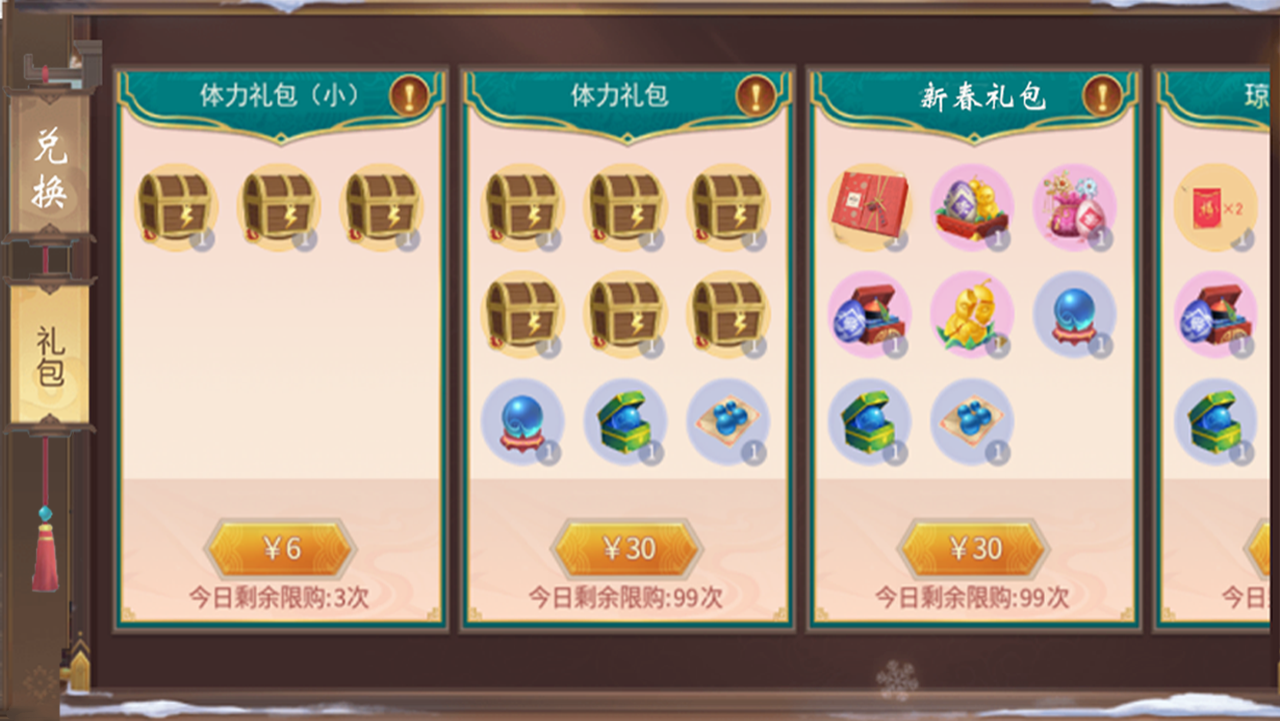 兑换
礼包
体力礼包（小）
1 1 1
¥6
今日剩余限购:3次
体力礼包
1 1 1
1 1 1
1 1 1
¥30
今日剩余限购:99次
新春礼包
1 1 1
1 1 1
1 1
¥30
今日剩余限购:99次
琼
福 ×2
1
1
1
今日